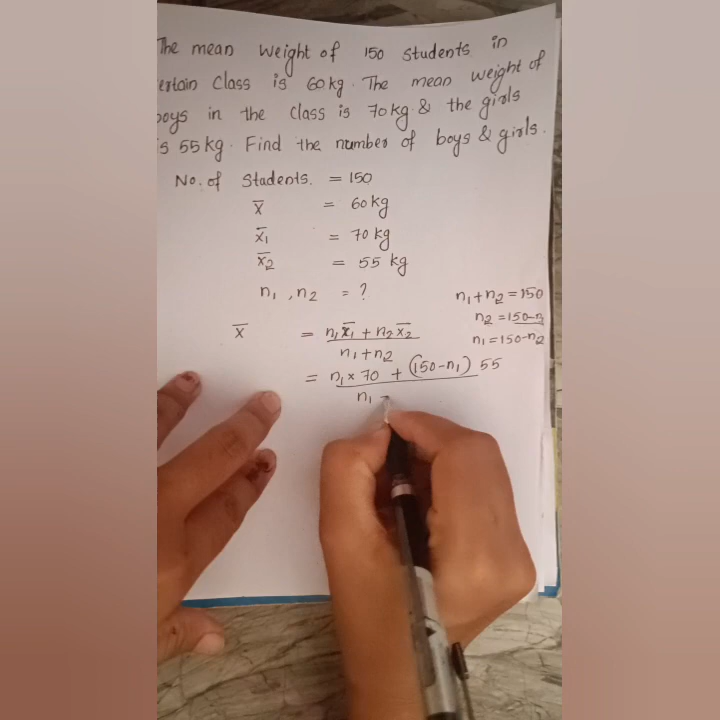 The mean weight of 150 students in
ertain Class is 60kg. The mean weight of
boys in the class is 70kg & the girls
is 55kg. Find the number of boys & girls.
No. of Students. = 150
x̅ = 60kg
x̅₁ = 70 kg
x̅₂ = 55 kg
n₁, n₂ = ?
n₁+n₂ = 150
n₂ = 150-n₁
n₁ = 150-n₂
x̅ = n₁x̅₁ + n₂x̅₂
n₁+n₂
= n₁ × 70 + (150-n₁) 55
n₁